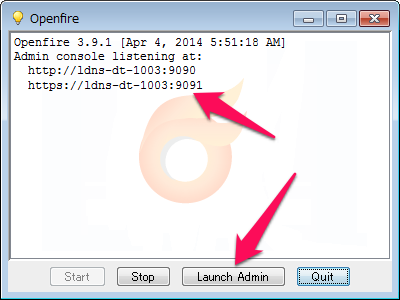 Openfire
Openfire 3.9.1 [Apr 4, 2014 5:51:18 AM]
Admin console listening at:
http://ldns-dt-1003:9090
https://ldns-dt-1003:9091
Start Stop Launch Admin Quit